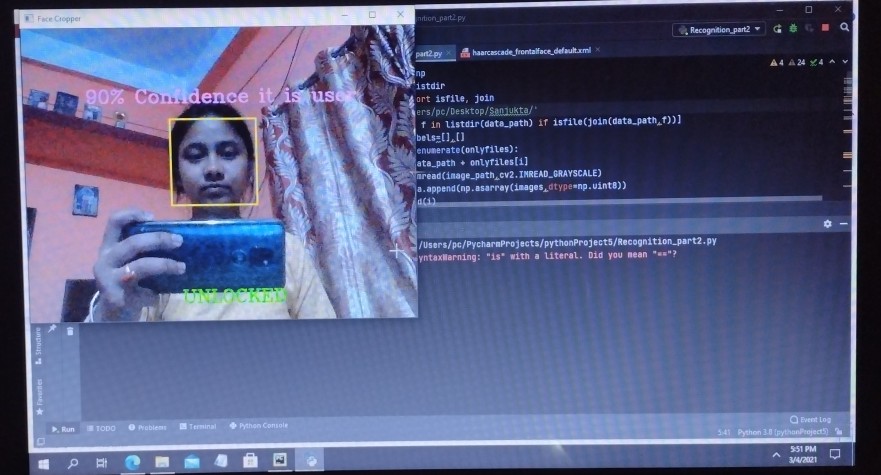 Face Cropper
90% Confidence it is user
UNLOCKED
nition_part2.py
Recognition_part2
part2.py
haarcascade_frontalface_default.xml
4 24 4
np
istdir
ort isfile, join
ers/pc/Desktop/Sanjukta/'
f in listdir(data_path) if isfile(join(data_path,f))]
bels=[],[]
enumerate(onlyfiles):
ata_path + onlyfiles[i]
mread(image_path,cv2.IMREAD_GRAYSCALE)
a.append(np.asarray(images,dtype=np.uint8))
d(i)
/Users/pc/PycharmProjects/pythonProject5/Recognition_part2.py
yntaxWarning: "is" with a literal. Did you mean "=="?
Structure
Favorites
Run TODO Problems Terminal Python Console
Event Log
5:41 Python 3.8 (pythonProject5)
5:51 PM
3/4/2021